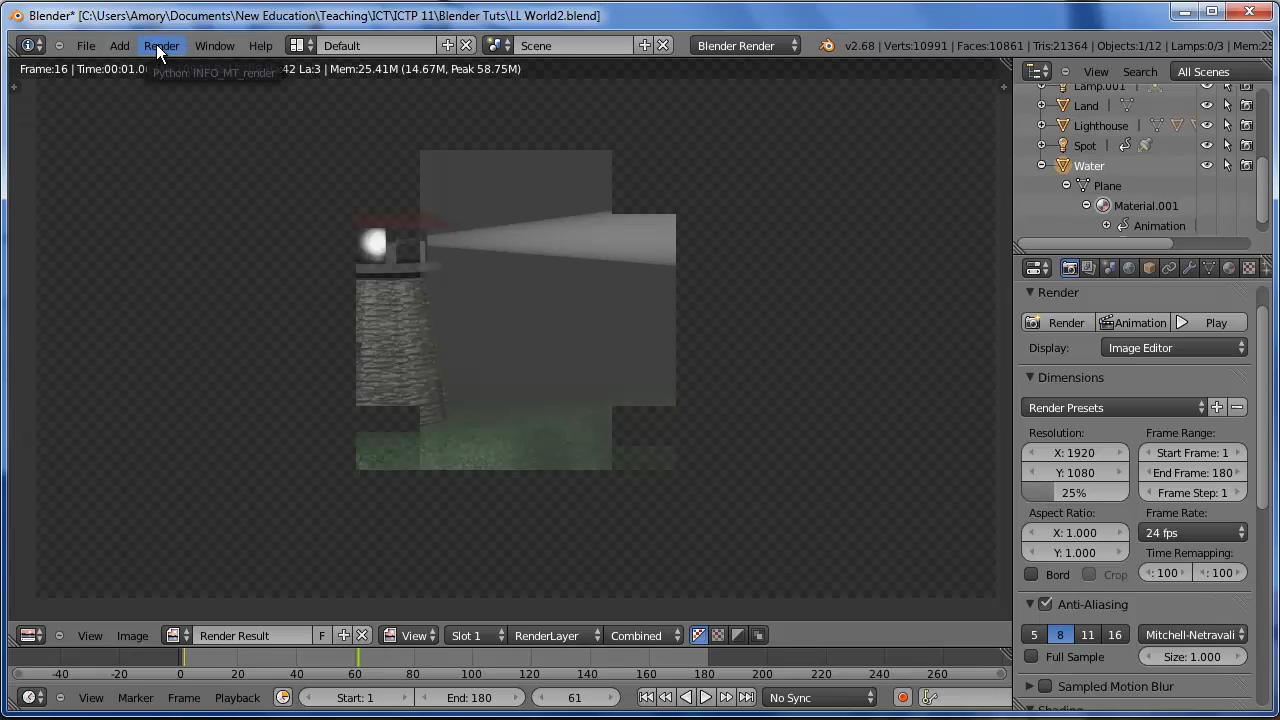 Blender* [C:\Users\Amory\Documents\New Education\Teaching\ICT\ICTP 11\Blender Tuts\LL World2.blend]
File Add Render Window Help Default Scene Blender Render v2.68 | Verts:10991 | Faces:10861 | Tris:21364 | Objects:1/12 | Lamps:0/3 | Mem:25
Frame:16 | Time:00:01.0 42 La:3 | Mem:25.41M (14.67M, Peak 58.75M)
Python: INFO_MT_render
View Search All Scenes
Lamp.001
Land
Lighthouse
Spot
Water
Plane
Material.001
Animation
Render
Render Animation Play
Display: Image Editor
Dimensions
Render Presets
Resolution: Frame Range:
X: 1920 Start Frame: 1
Y: 1080 End Frame: 180
25% Frame Step: 1
Aspect Ratio: Frame Rate:
X: 1.000 24 fps
Y: 1.000 Time Remapping:
Bord Crop : 100 : 100
Anti-Aliasing
5 8 11 16 Mitchell-Netravali
Full Sample Size: 1.000
Sampled Motion Blur
View Image Render Result F View Slot 1 RenderLayer Combined
-40 -20 0 20 40 60 80 100 120 140 160 180 200 220 240 260
View Marker Frame Playback Start: 1 End: 180 61 No Sync